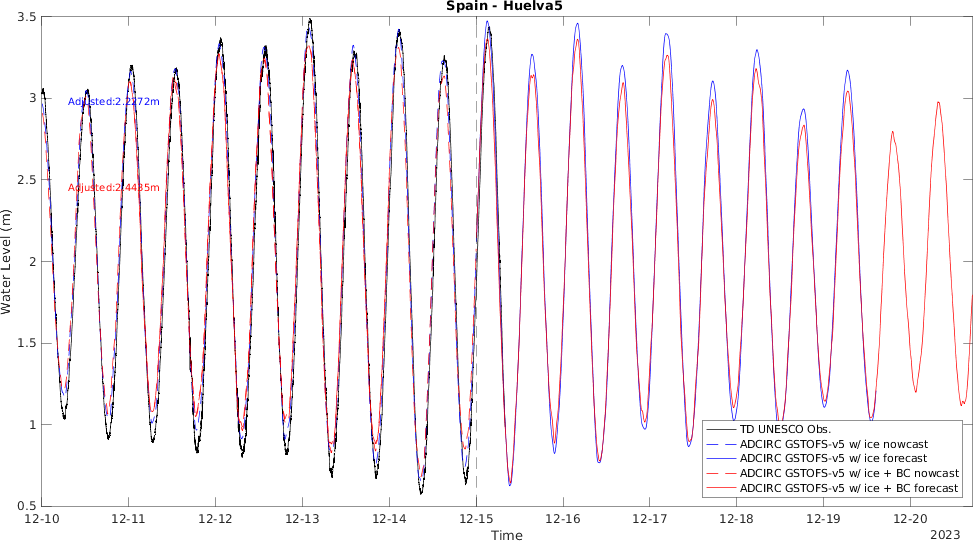 Spain - Huelva5
3.5
3
2.5
2
1.5
1
0.5
Water Level (m)
Adjusted:2.2272m
Adjusted:2.4435m
TD UNESCO Obs.
ADCIRC GSTOFS-v5 w/ ice nowcast
ADCIRC GSTOFS-v5 w/ ice forecast
ADCIRC GSTOFS-v5 w/ ice + BC nowcast
ADCIRC GSTOFS-v5 w/ ice + BC forecast
12-10 12-11 12-12 12-13 12-14 12-15 12-16 12-17 12-18 12-19 12-20
Time
2023